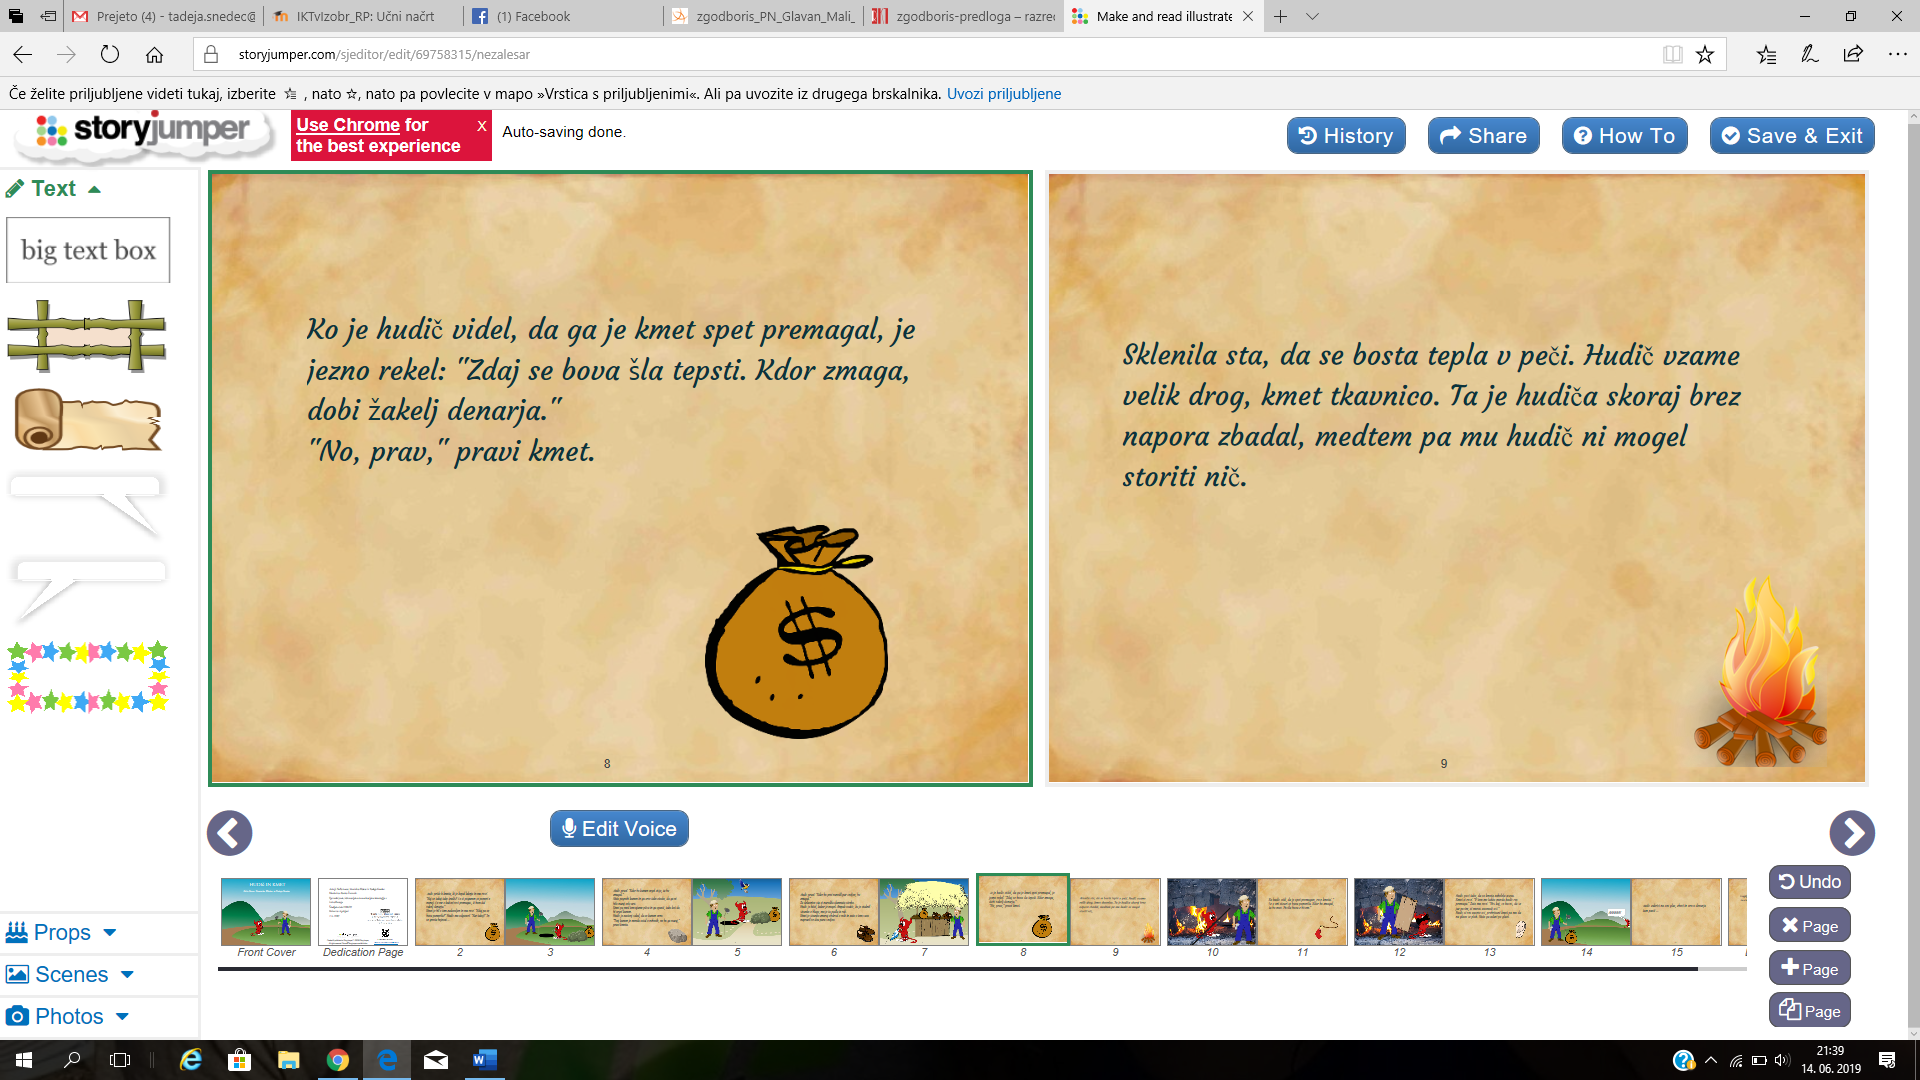 Prejeto (4) - tadeja.snedec@
IKTvIzobr_RP: Učni načrt
(1) Facebook
zgodboris_PN_Glavan_Mali_
zgodboris-predloga – razred
Make and read illustrate
storyjumper.com/sjeditor/edit/69758315/nezalesar
Če želite priljubljene videti tukaj, izberite , nato ☆, nato pa povlecite v mapo »Vrstica s priljubljenimi«. Ali pa uvozite iz drugega brskalnika. Uvozi priljubljene
storyjumper
Use Chrome for
the best experience
X
Auto-saving done.
History
Share
How To
Save & Exit
Text
big text box
Ko je hudič videl, da ga je kmet spet premagal, je
jezno rekel: "Zdaj se bova šla tepsti. Kdor zmaga,
dobi žakelj denarja."
"No, prav," pravi kmet.
8
Sklenila sta, da se bosta tepla v peči. Hudič vzame
velik drog, kmet tkavnico. Ta je hudiča skoraj brez
napora zbadal, medtem pa mu hudič ni mogel
storiti nič.
9
Edit Voice
Props
Scenes
Photos
Front Cover
Dedication Page
2
3
4
5
6
7
8
9
10
11
12
13
14
15
Undo
Page
Page
Page
21:39
14. 06. 2019